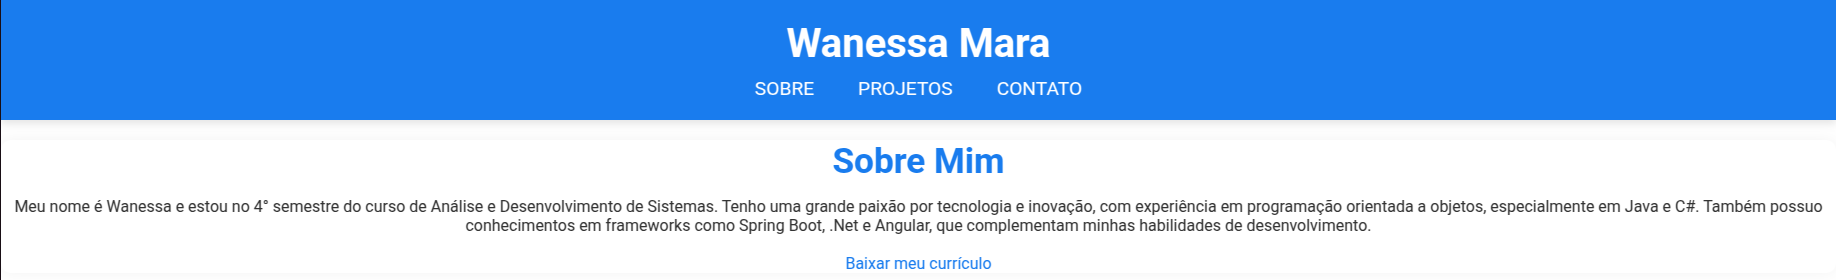 Wanessa Mara
SOBRE PROJETOS CONTATO
Sobre Mim
Meu nome é Wanessa e estou no 4° semestre do curso de Análise e Desenvolvimento de Sistemas. Tenho uma grande paixão por tecnologia e inovação, com experiência em programação orientada a objetos, especialmente em Java e C#. Também possuo
conhecimentos em frameworks como Spring Boot, .Net e Angular, que complementam minhas habilidades de desenvolvimento.
Baixar meu currículo